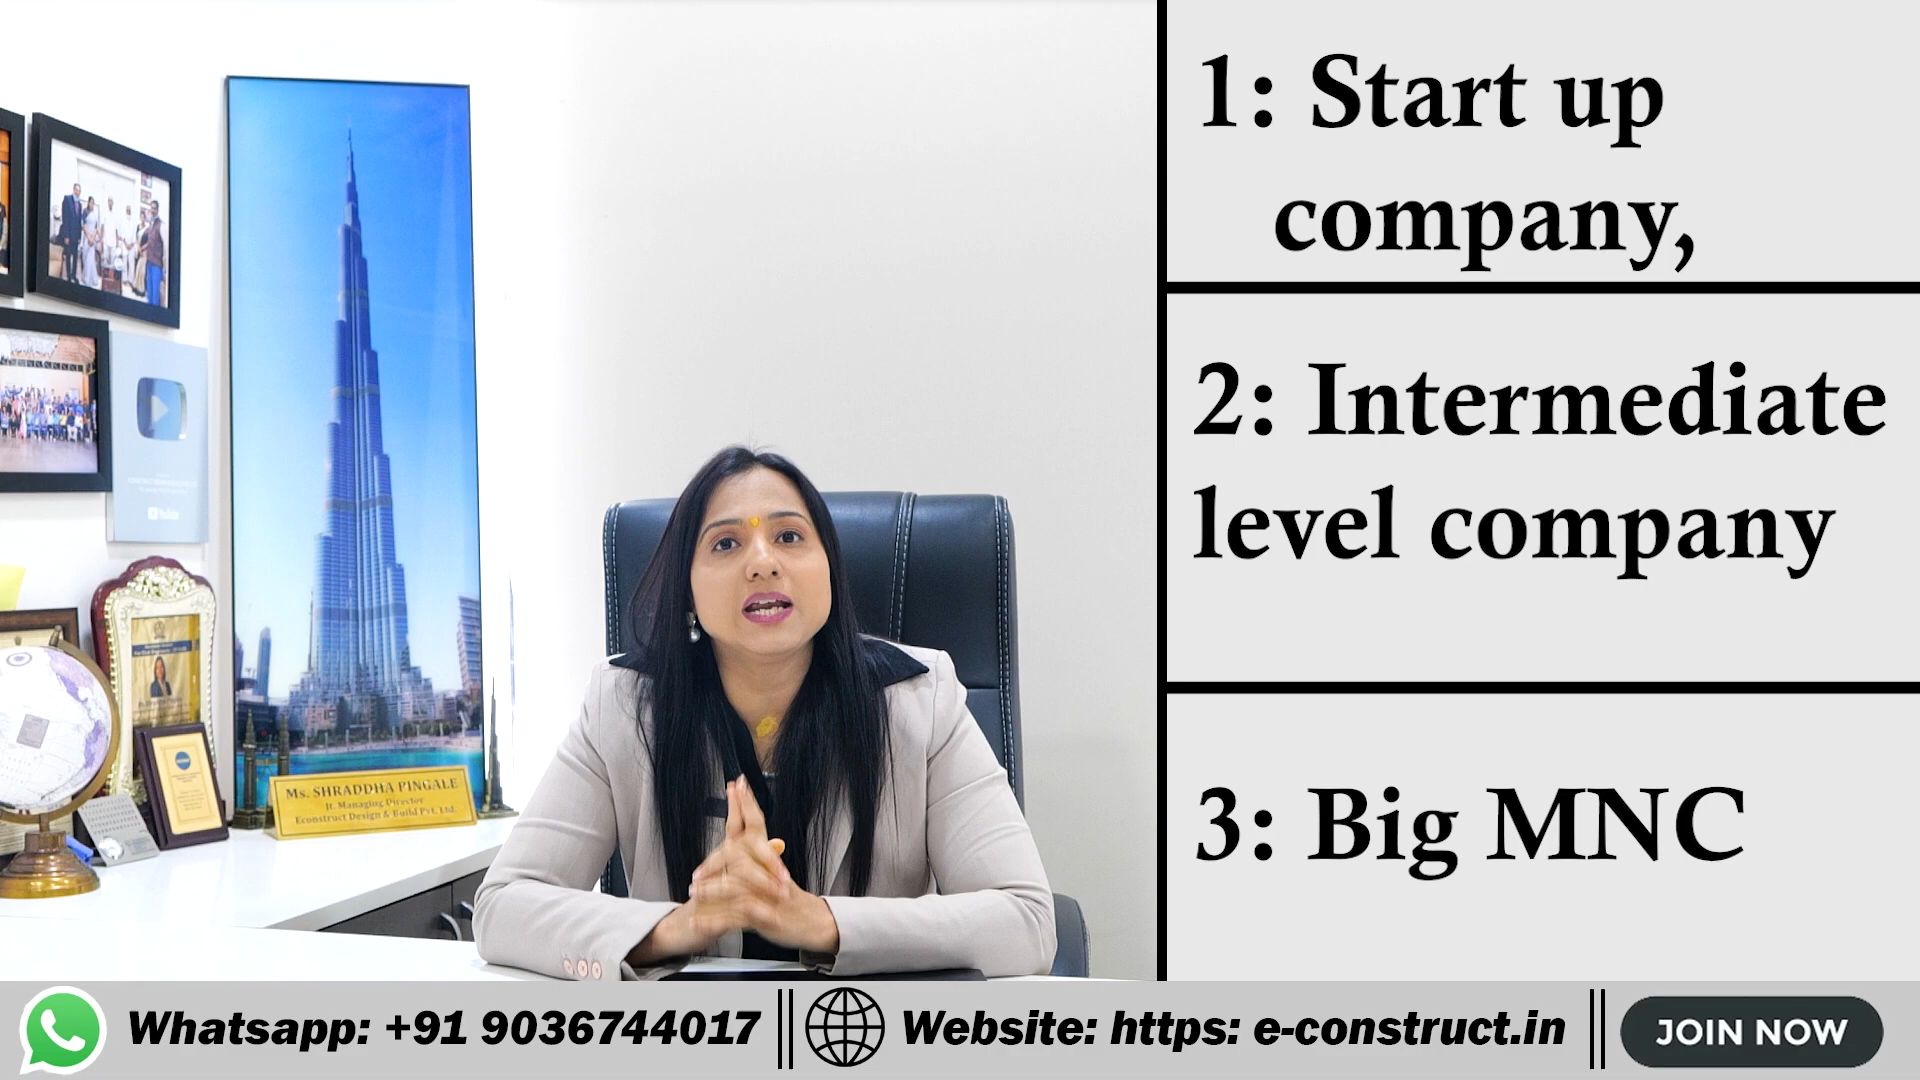 1: Start up
company,
2: Intermediate
level company
3: Big MNC
Ms. SHRADDHA PINGALE
Jt. Managing Director
Econstruct Design & Build Pvt. Ltd.
Whatsapp: +91 9036744017
Website: https: e-construct.in
JOIN NOW